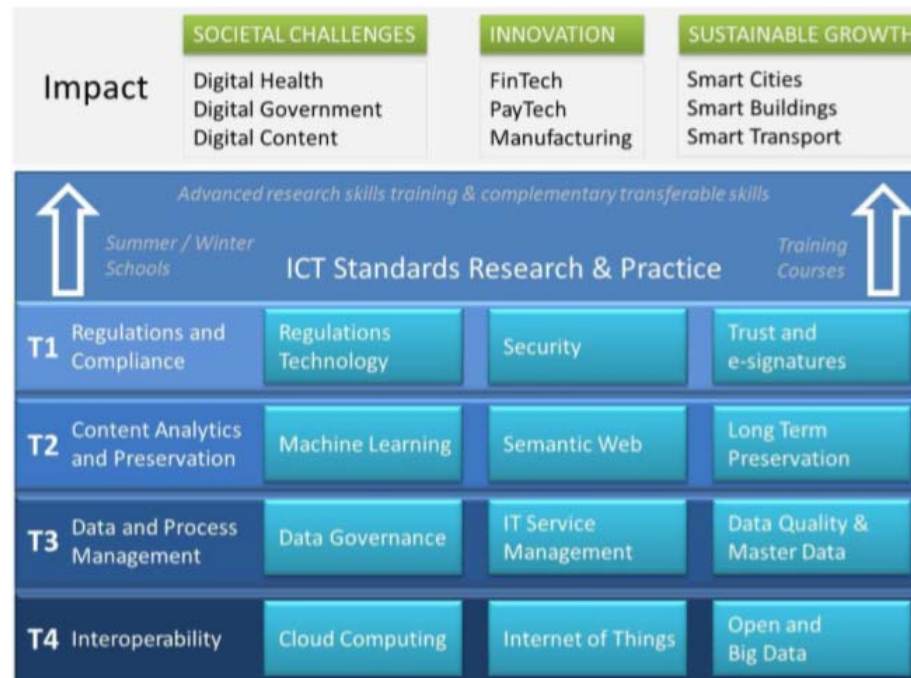 SOCIETAL CHALLENGES
INNOVATION
SUSTAINABLE GROWTH
Impact
Digital Health
Digital Government
Digital Content
FinTech
PayTech
Manufacturing
Smart Cities
Smart Buildings
Smart Transport
Advanced research skills training & complementary transferable skills
Summer / Winter
Schools
ICT Standards Research & Practice
Training
Courses
T1
Regulations and
Compliance
Regulations
Technology
Security
Trust and
e-signatures
T2
Content Analytics
and Preservation
Machine Learning
Semantic Web
Long Term
Preservation
T3
Data and Process
Management
Data Governance
IT Service
Management
Data Quality &
Master Data
T4
Interoperability
Cloud Computing
Internet of Things
Open and
Big Data